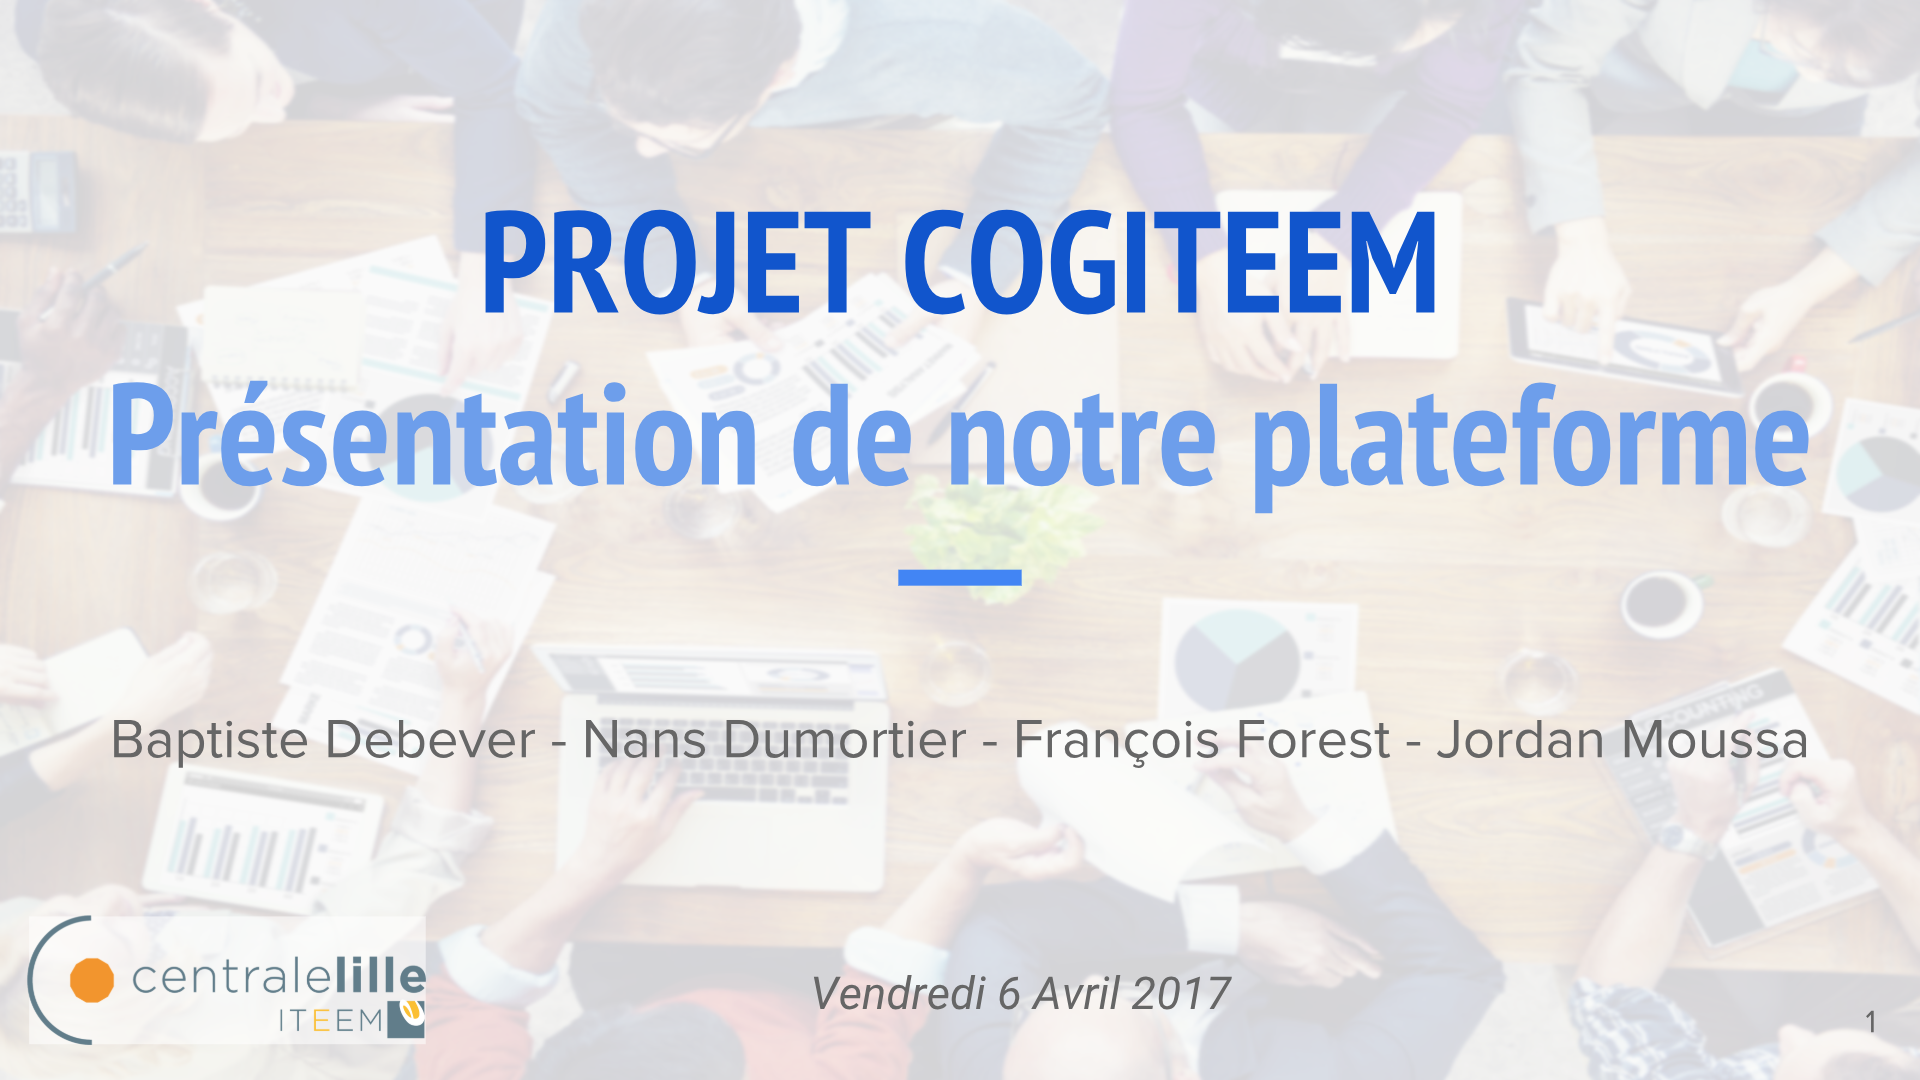 PROJET COGITEEM
Présentation de notre plateforme
Baptiste Debever - Nans Dumortier - François Forest - Jordan Moussa
centralelille
ITEEM
Vendredi 6 Avril 2017
1